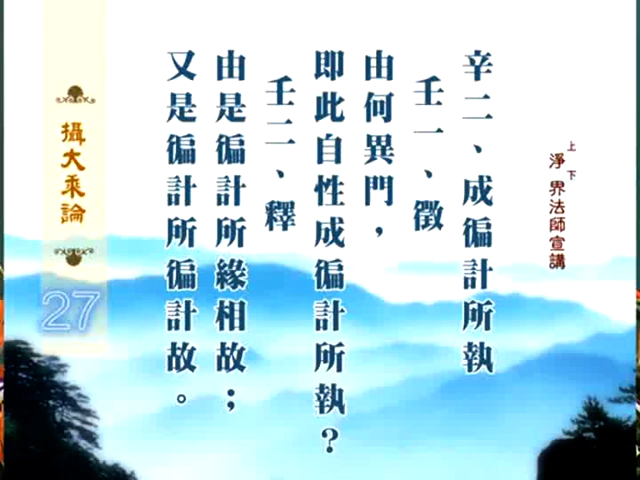 上下
淨界法師宣講
辛二、成徧計所執
壬一、徵
由何異門，
即此自性成徧計所執？
壬二、釋
由是徧計所緣相故；
又是徧計所徧計故。
攝大乘論
27